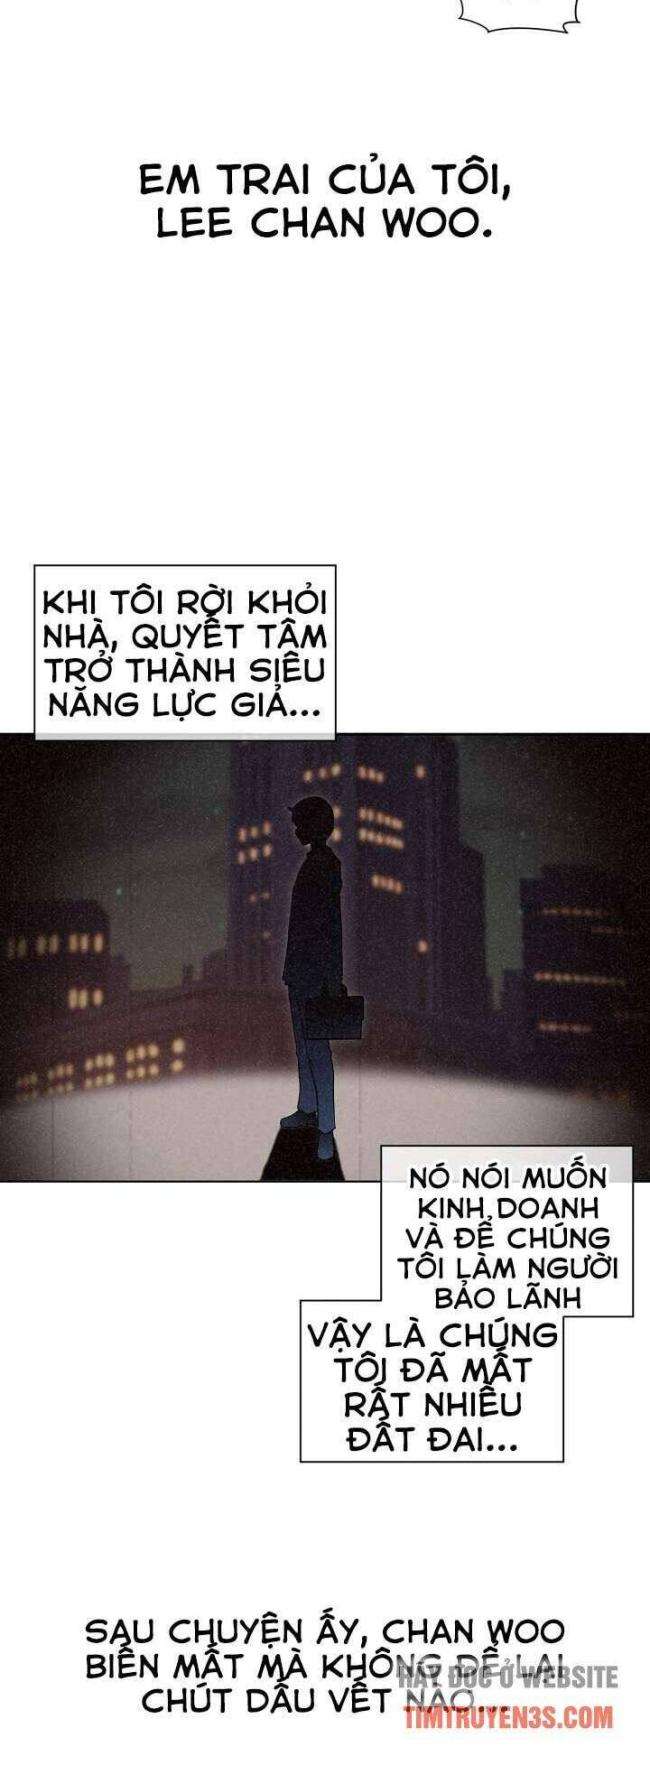 EM TRAI CỦA TÔI,
LEE CHAN WOO.
KHI TÔI RỜI KHỎI
NHÀ, QUYẾT TÂM
TRỞ THÀNH SIÊU
NĂNG LỰC GIẢ...
NÓ NÓI MUỐN
KINH DOANH
VÀ ĐỂ CHÚNG
TÔI LÀM NGƯỜI
BẢO LÃNH
VẬY LÀ CHÚNG
TÔI ĐÃ MẤT
RẤT NHIỀU
ĐẤT ĐAI...
SAU CHUYỆN ẤY, CHAN WOO
BIẾN MẤT MÀ KHÔNG ĐỂ LẠI
CHÚT DẤU VẾT NÀO...
HÃY ĐỌC Ở WEBSITE
TIMTRUYEN3S.COM